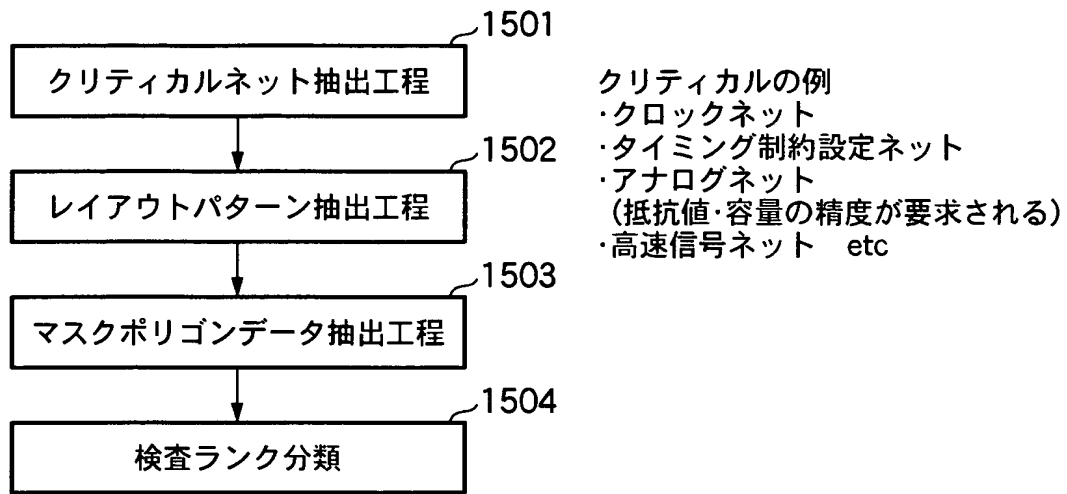 1501
クリティカルネット抽出工程
1502
レイアウトパターン抽出工程
1503
マスクポリゴンデータ抽出工程
1504
検査ランク分類
クリティカルの例
・クロックネット
・タイミング制約設定ネット
・アナログネット
(抵抗値・容量の精度が要求される)
・高速信号ネット　etc